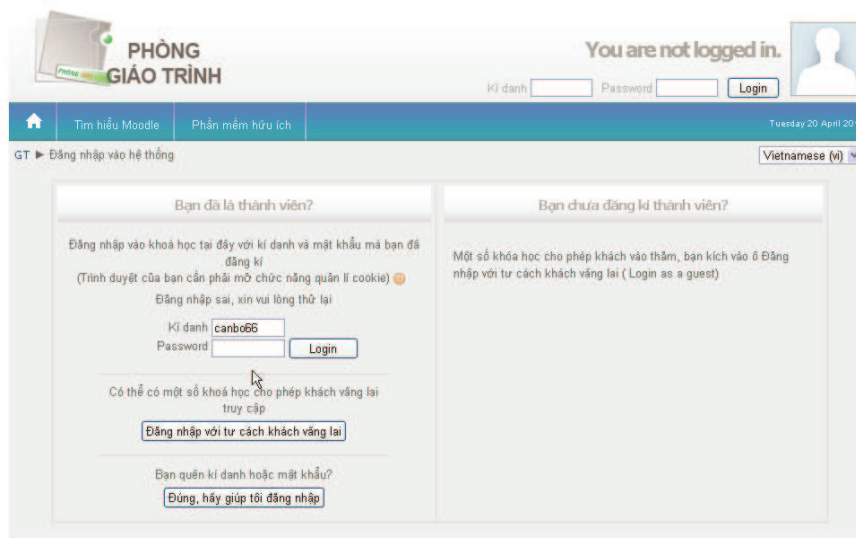 PHÒNG
GIÁO TRÌNH
You are not logged in.
Kí danh
Password
Login
Tìm hiểu Moodle
Phần mềm hữu ích
Tuesday 20 April
GT ► Đăng nhập vào hệ thống
Vietnamese (vi)
Bạn đã là thành viên?
Đăng nhập vào khoá học tại đây với kí danh và mật khẩu mà bạn đã
đăng kí
(Trình duyệt của bạn cần phải mở chức năng quản lí cookie)
Đăng nhập sai, xin vui lòng thử lại
Kí danh canbo66
Password
Login
Có thể có một số khoá học cho phép khách vãng lai
truy cập
Đăng nhập với tư cách khách vãng lai
Bạn quên kí danh hoặc mật khẩu?
Đúng, hãy giúp tôi đăng nhập
Bạn chưa đăng kí thành viên?
Một số khóa học cho phép khách vào thăm, bạn kích vào ô Đăng
nhập với tư cách khách vãng lai ( Login as a guest)